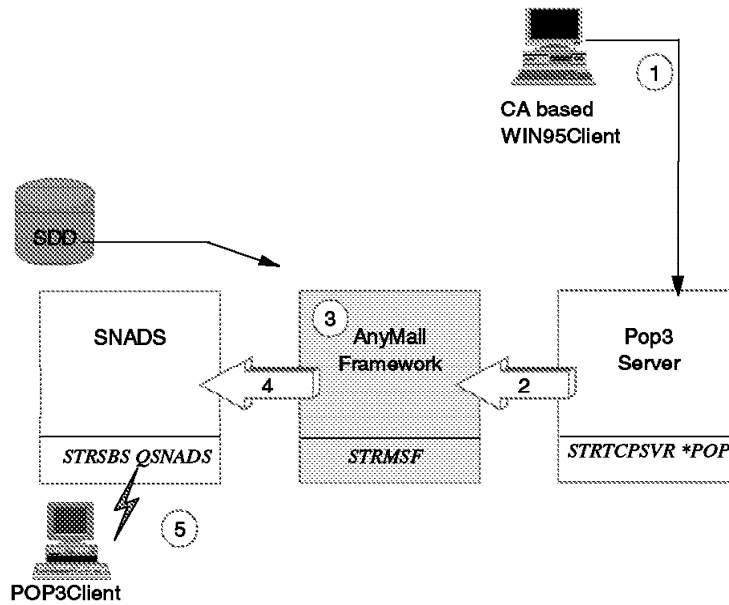 1
CA based
WIN95Client
SDD
SNADS
3
AnyMail
Framework
Pop3
Server
4
2
STRSBS QSNADS
STRMSF
STRTCPSVR *POP
5
POP3Client